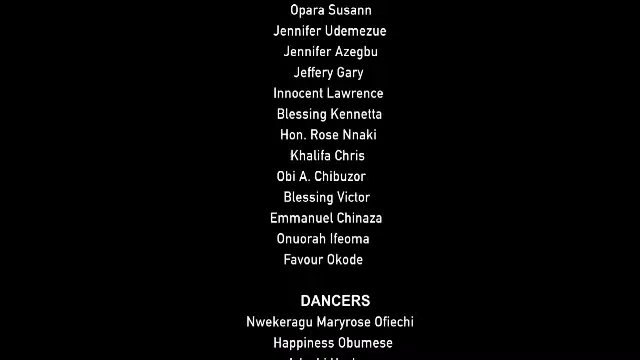 Opara Susann
Jennifer Udemezue
Jennifer Azegbu
Jeffery Gary
Innocent Lawrence
Blessing Kennetta
Hon. Rose Nnaki
Khalifa Chris
Obi A. Chibuzor
Blessing Victor
Emmanuel Chinaza
Onuorah Ifeoma
Favour Okode
DANCERS
Nwekeragu Maryrose Ofiechi
Happiness Obumese